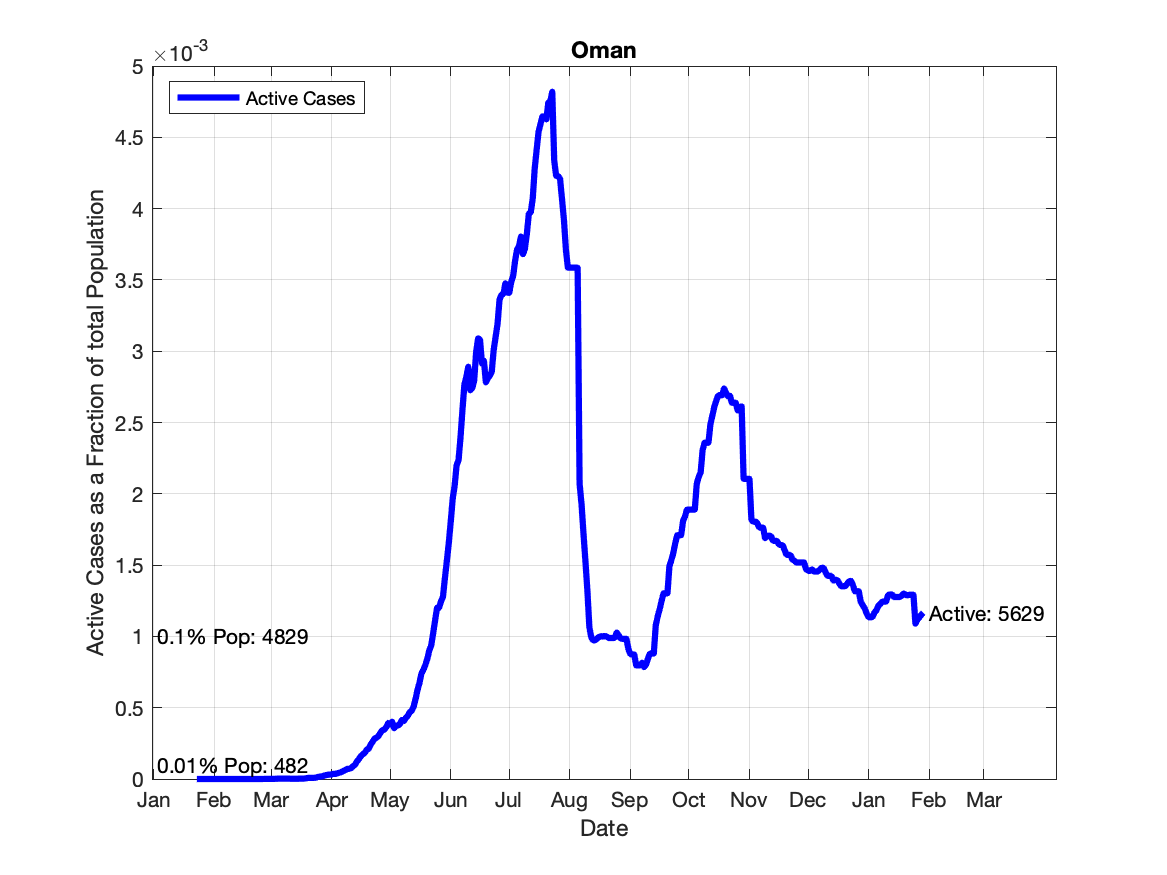 Oman
×10-3
Active Cases
5
4.5
4
3.5
3
2.5
2
1.5
1
0.5
0
Active Cases as a Fraction of total Population
0.1% Pop: 4829
0.01% Pop: 482
Active: 5629
Jan Feb Mar Apr May Jun Jul Aug Sep Oct Nov Dec Jan Feb Mar
Date